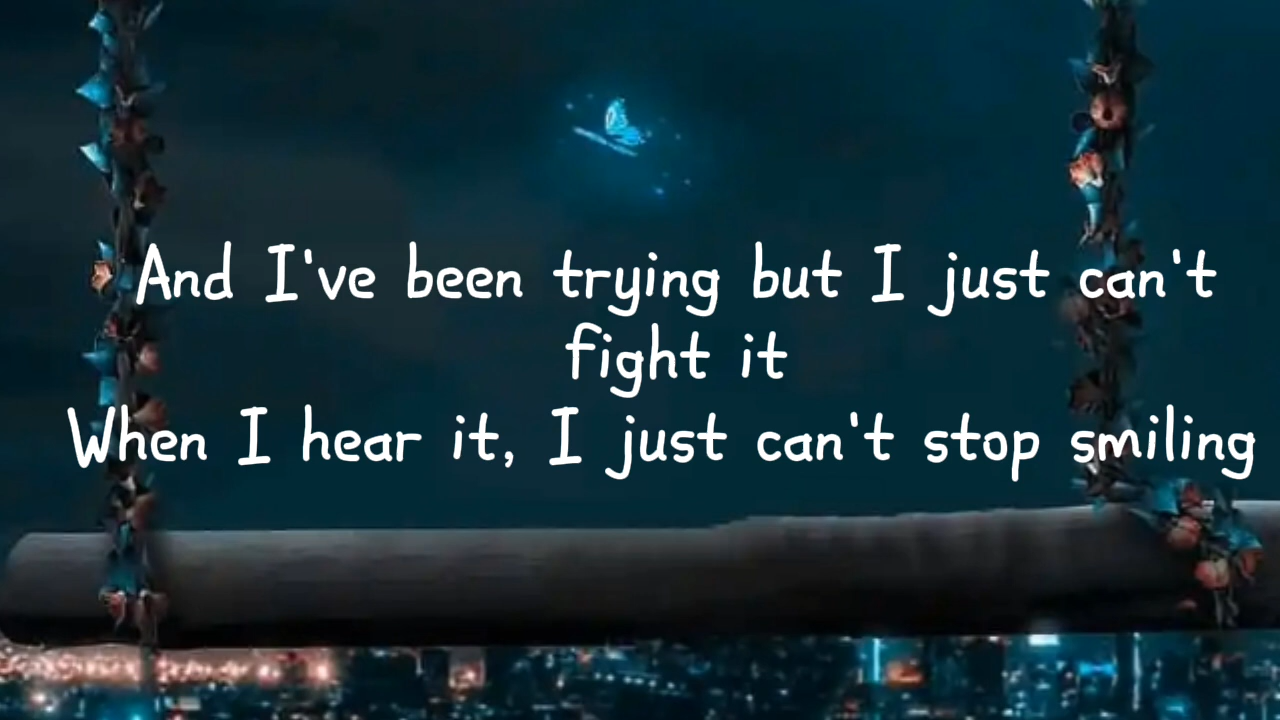 And I've been trying but I just can't
fight it
When I hear it, I just can't stop smiling